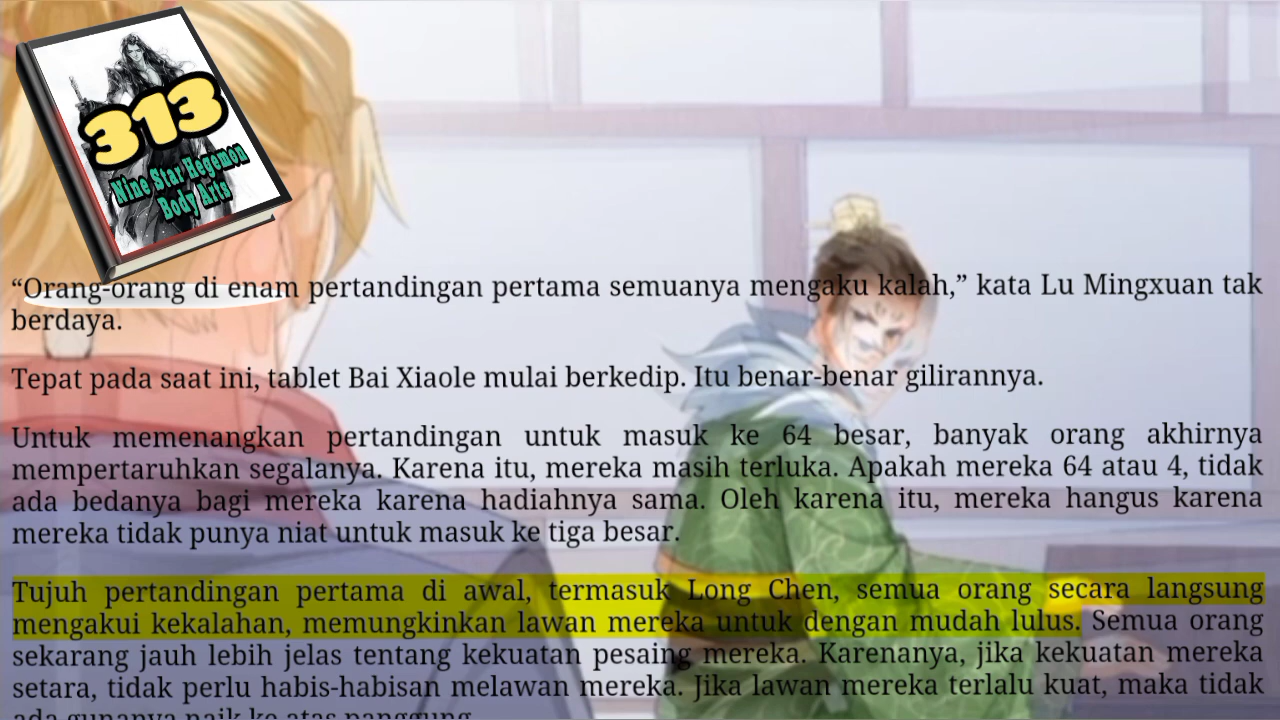 313
Nine Star Hegemon
Body Arts
“Orang-orang di enam pertandingan pertama semuanya mengaku kalah,” kata Lu Mingxuan tak
berdaya.
Tepat pada saat ini, tablet Bai Xiaole mulai berkedip. Itu benar-benar gilirannya.
Untuk memenangkan pertandingan untuk masuk ke 64 besar, banyak orang akhirnya
mempertaruhkan segalanya. Karena itu, mereka masih terluka. Apakah mereka 64 atau 4, tidak
ada bedanya bagi mereka karena hadiahnya sama. Oleh karena itu, mereka hangus karena
mereka tidak punya niat untuk masuk ke tiga besar.
Tujuh pertandingan pertama di awal, termasuk Long Chen, semua orang secara langsung
mengakui kekalahan, memungkinkan lawan mereka untuk dengan mudah lulus. Semua orang
sekarang jauh lebih jelas tentang kekuatan pesaing mereka. Karenanya, jika kekuatan mereka
setara, tidak perlu habis-habisan melawan mereka. Jika lawan mereka terlalu kuat, maka tidak
ada gunanya naik ke atas panggung.